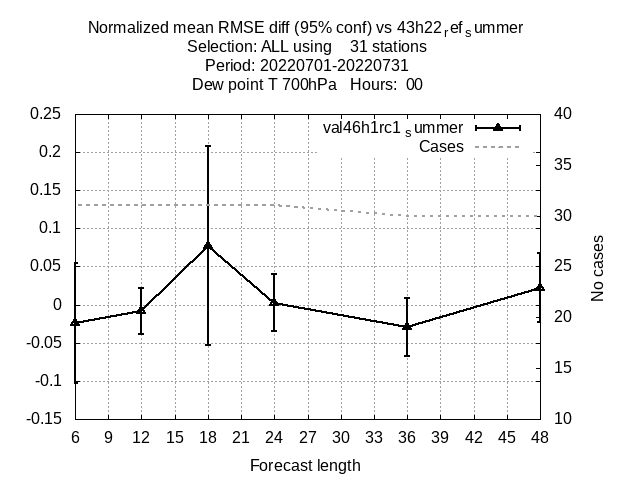 Normalized mean RMSE diff (95% conf) vs 43h22refsummer
Selection: ALL using    31 stations
Period: 20220701-20220731
Dew point T 700hPa   Hours:  00
val46h1rc1summer
Cases
0.25
0.2
0.15
0.1
0.05
0
-0.05
-0.1
-0.15
40
35
30
25
20
15
10
No cases
6 9 12 15 18 21 24 27 30 33 36 39 42 45 48
Forecast length